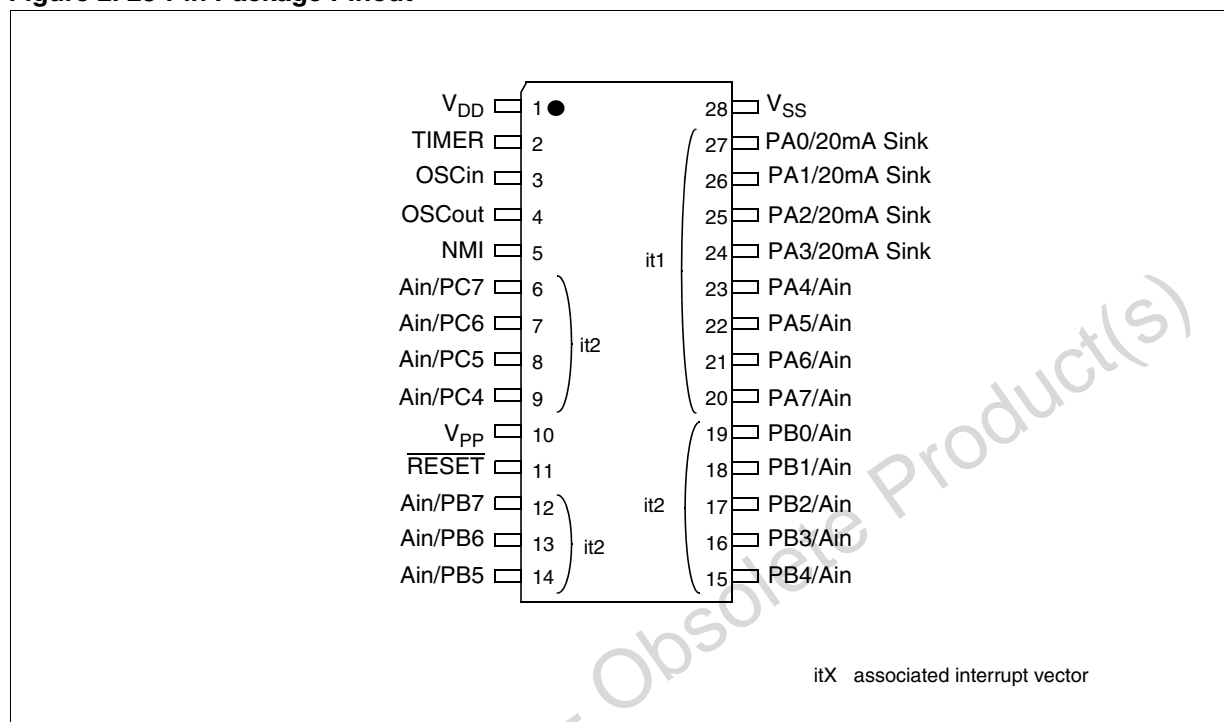 Figure 2. 28-Pin Package Pinout
VDD 1 28 VSS
TIMER 2 27 PA0/20mA Sink
OSCin 3 26 PA1/20mA Sink
OSCout 4 25 PA2/20mA Sink
NMI 5 it1 24 PA3/20mA Sink
Ain/PC7 6 23 PA4/Ain
Ain/PC6 7 it2 22 PA5/Ain
Ain/PC5 8 21 PA6/Ain
Ain/PC4 9 20 PA7/Ain
VPP 10 19 PB0/Ain
RESET 11 18 PB1/Ain
Ain/PB7 12 it2 17 PB2/Ain
Ain/PB6 13 it2 16 PB3/Ain
Ain/PB5 14 15 PB4/Ain
itX associated interrupt vector
Obsolete Product(s)